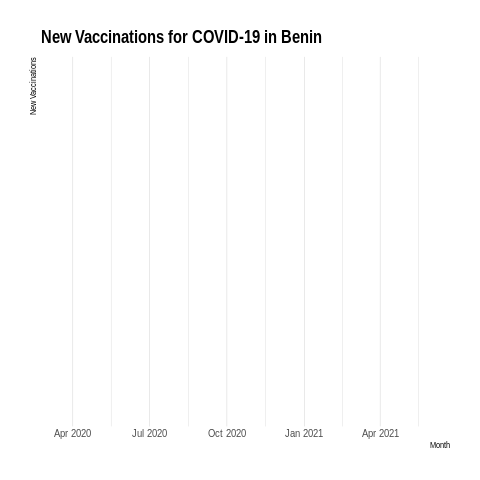 New Vaccinations for COVID-19 in Benin
New Vaccinations
Apr 2020
Jul 2020
Oct 2020
Jan 2021
Apr 2021
Month